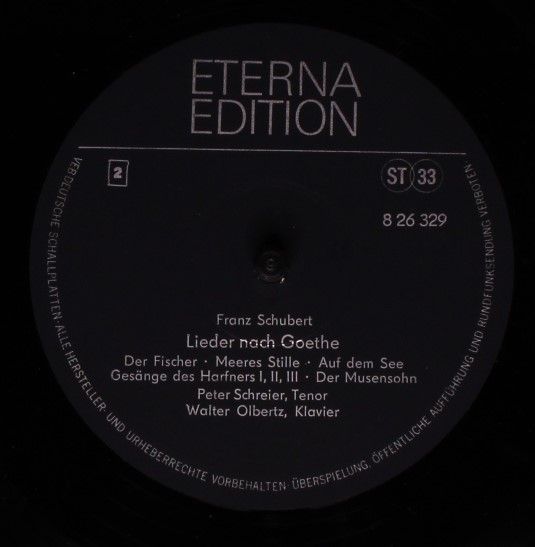 ETERNA
EDITION
2
ST 33
8 26 329
Franz Schubert
Lieder nach Goethe
Der Fischer · Meeres Stille · Auf dem See
Gesänge des Harfners I, II, III · Der Musensohn
Peter Schreier, Tenor
Walter Olbertz, Klavier
VEB DEUTSCHE SCHALLPLATTEN · ALLE HERSTELLER- UND URHEBERRECHTE VORBEHALTEN · ÜBERSPIELUNG, ÖFFENTLICHE AUFFÜHRUNG UND RUNDFUNKSENDUNG VERBOTEN·